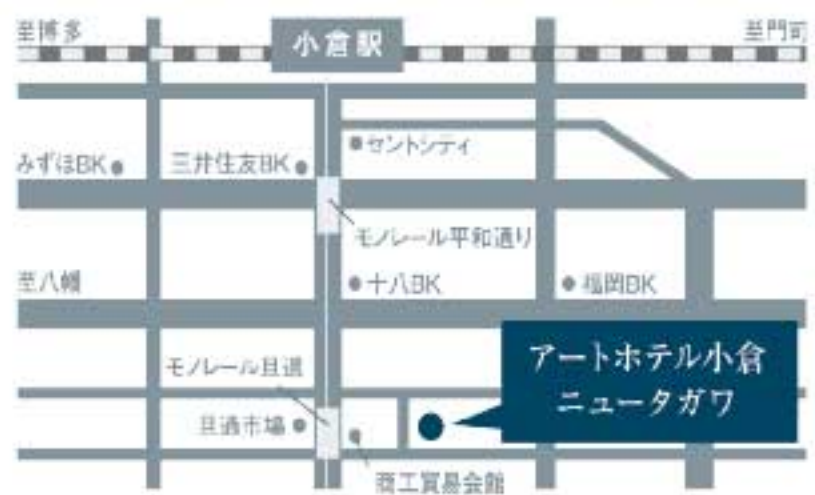 至博多
小倉駅
至門司
セントシティ
みずほBK
三井住友BK
モノレール平和通り
至八幡
十八BK
福岡BK
アートホテル小倉
ニュータガワ
モノレール旦過
旦過市場
商工貿易会館